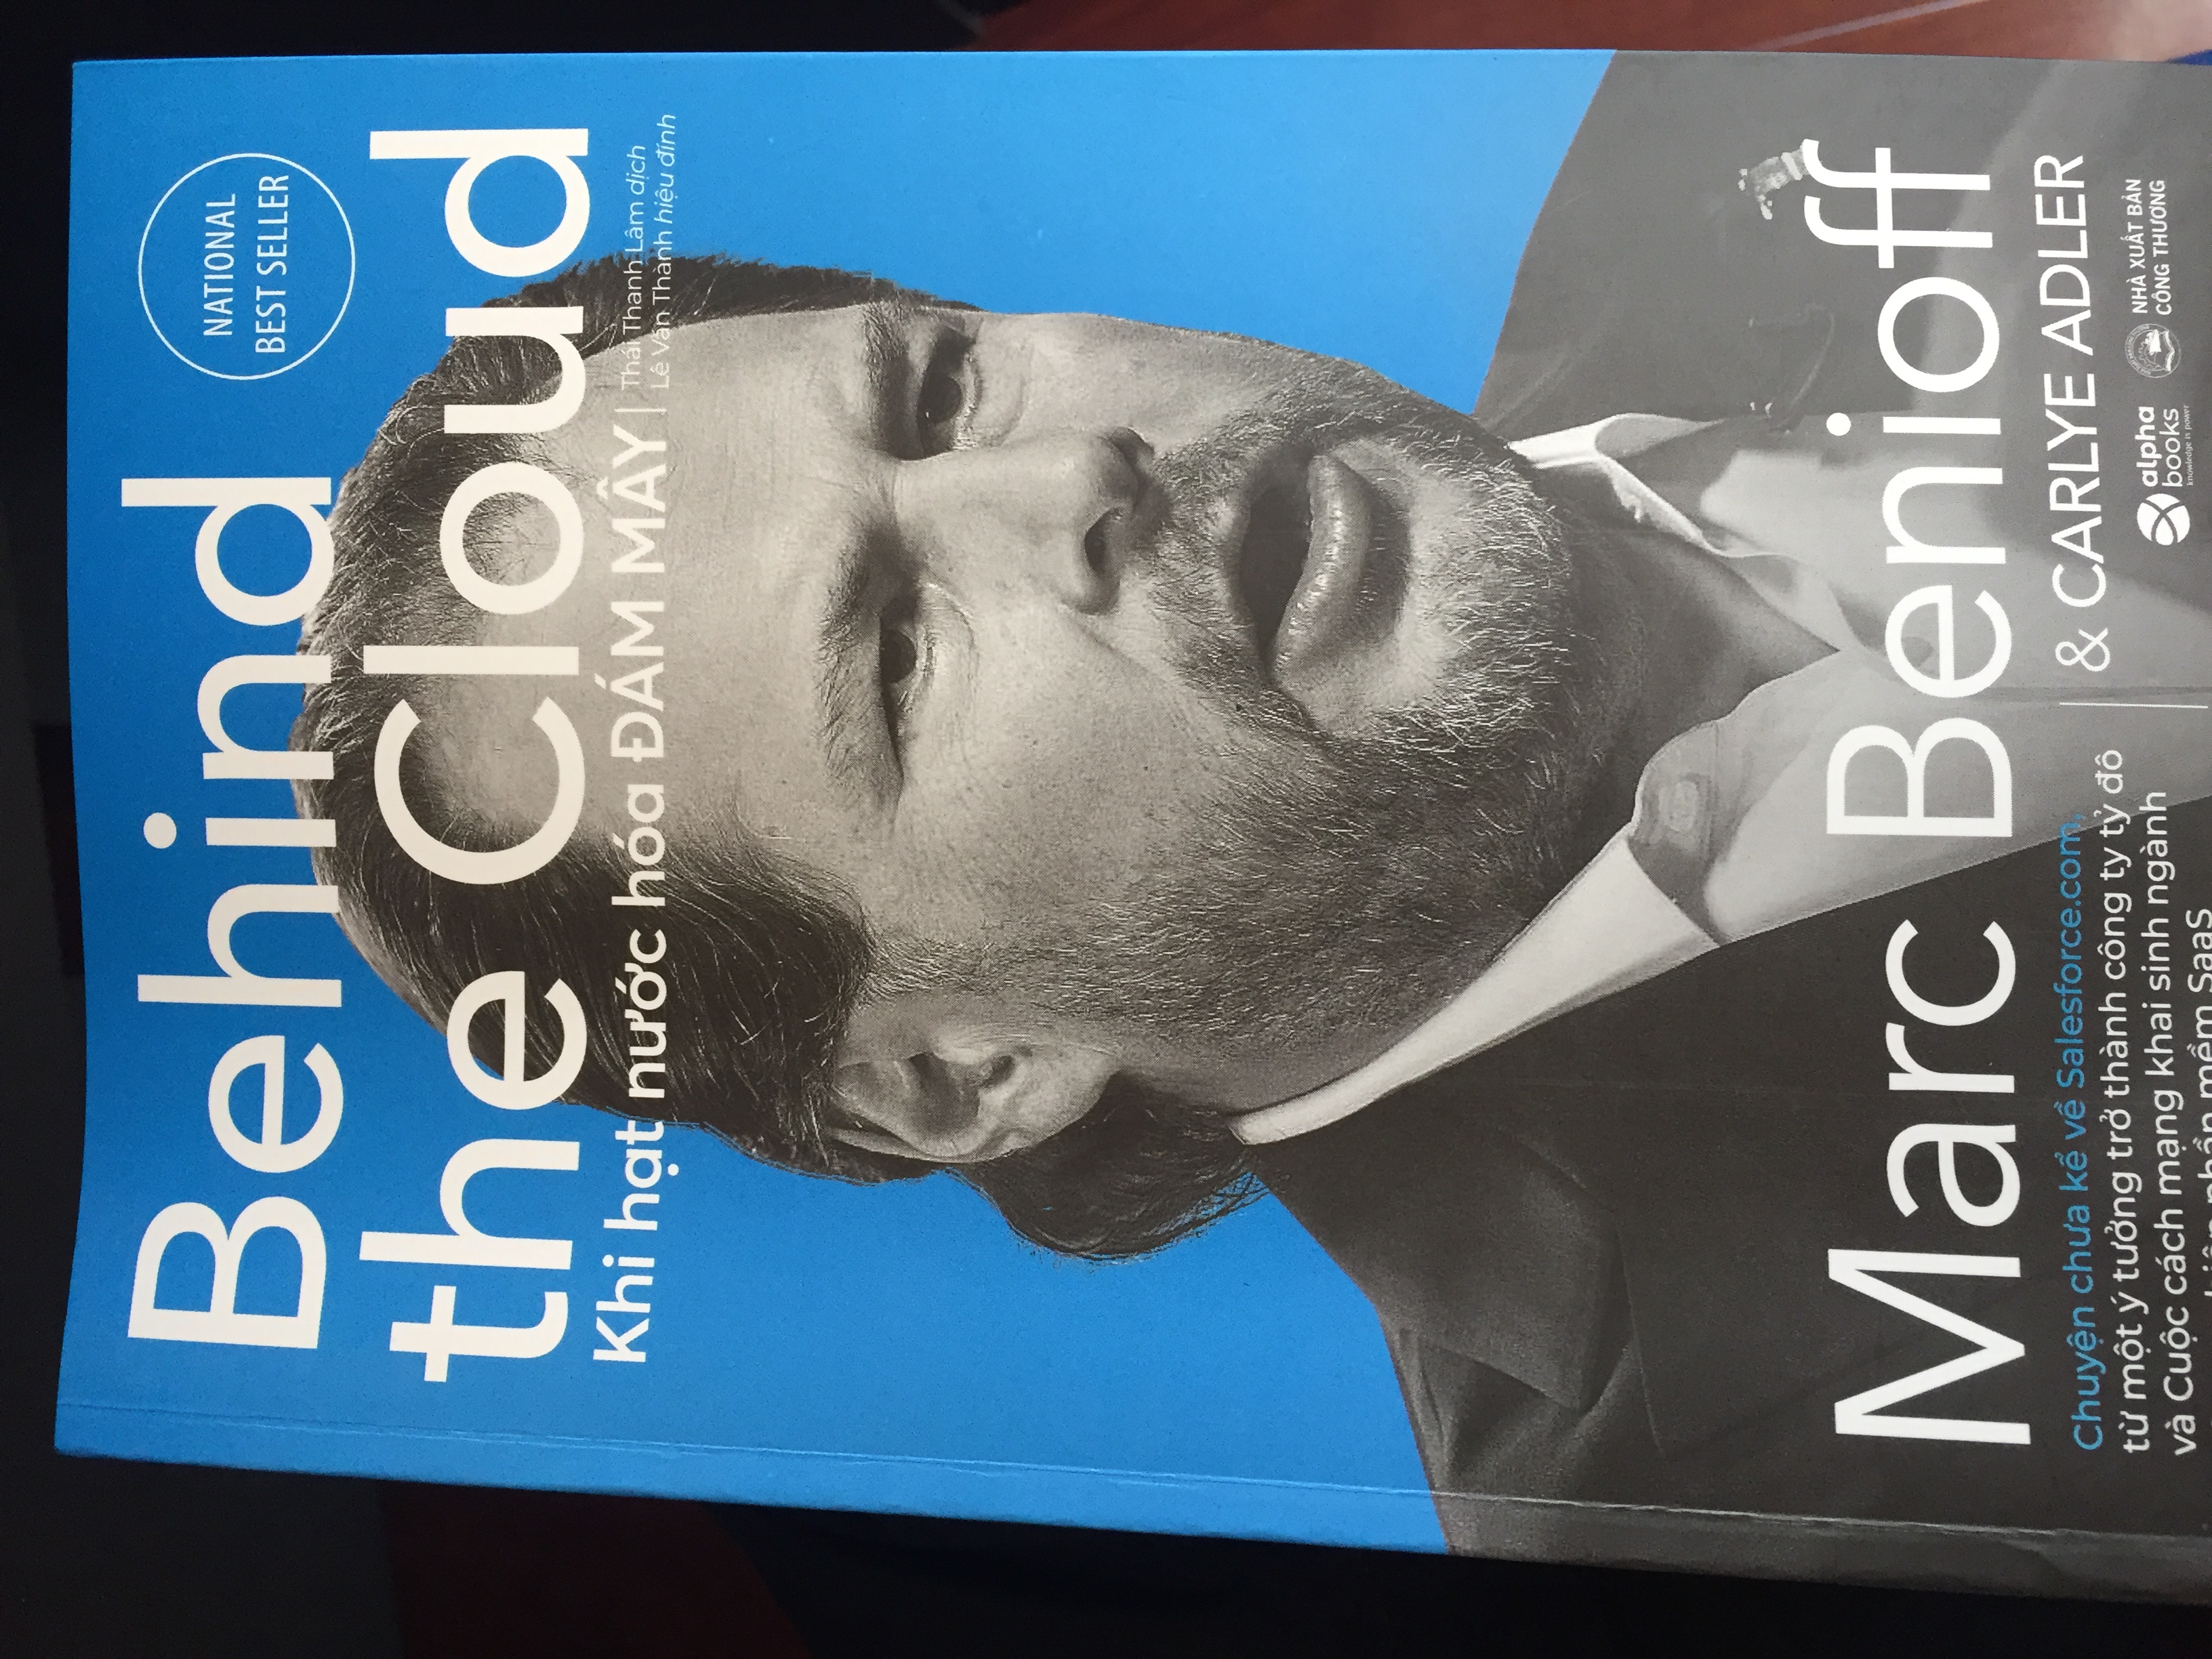 Behind
NATIONAL
BEST SELLER
the Cloud
Khi hạt nước hóa ĐÁM MÂY
Thái Thanh Lâm dịch
Lê Văn Thành hiệu đính
Marc Benioff
& CARLYE ADLER
Chuyện chưa kể về Salesforce.com,
từ một ý tưởng trở thành công ty tỷ đô
và Cuộc cách mạng khai sinh ngành
phần mềm SaaS
alpha
books
knowledge is power
NHÀ XUẤT BẢN
CÔNG THƯƠNG